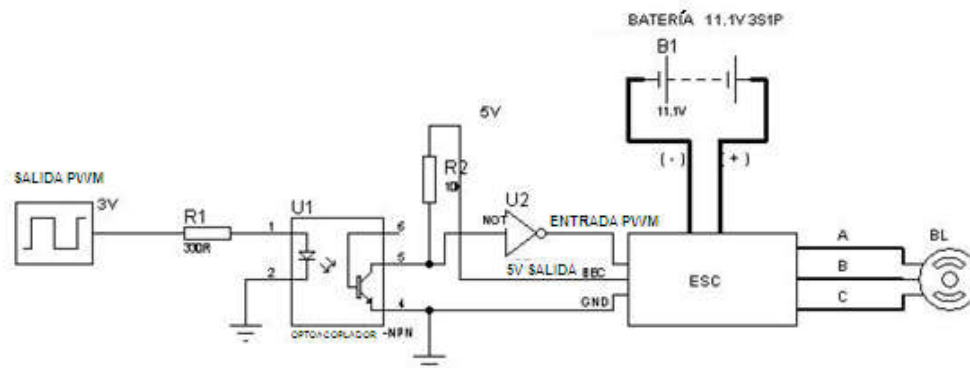 BATERÍA 11.1V 3S1P
B1
11.1V
(-)
(+)
5V
R2
SALIDA PWM
3V
R1
330R
U1
1
2
6
5
4
OPTOACOPLADOR -NPN
U2
NOT
ENTRADA PWM
5V SALIDA BEC
GND
ESC
A
B
C
BL